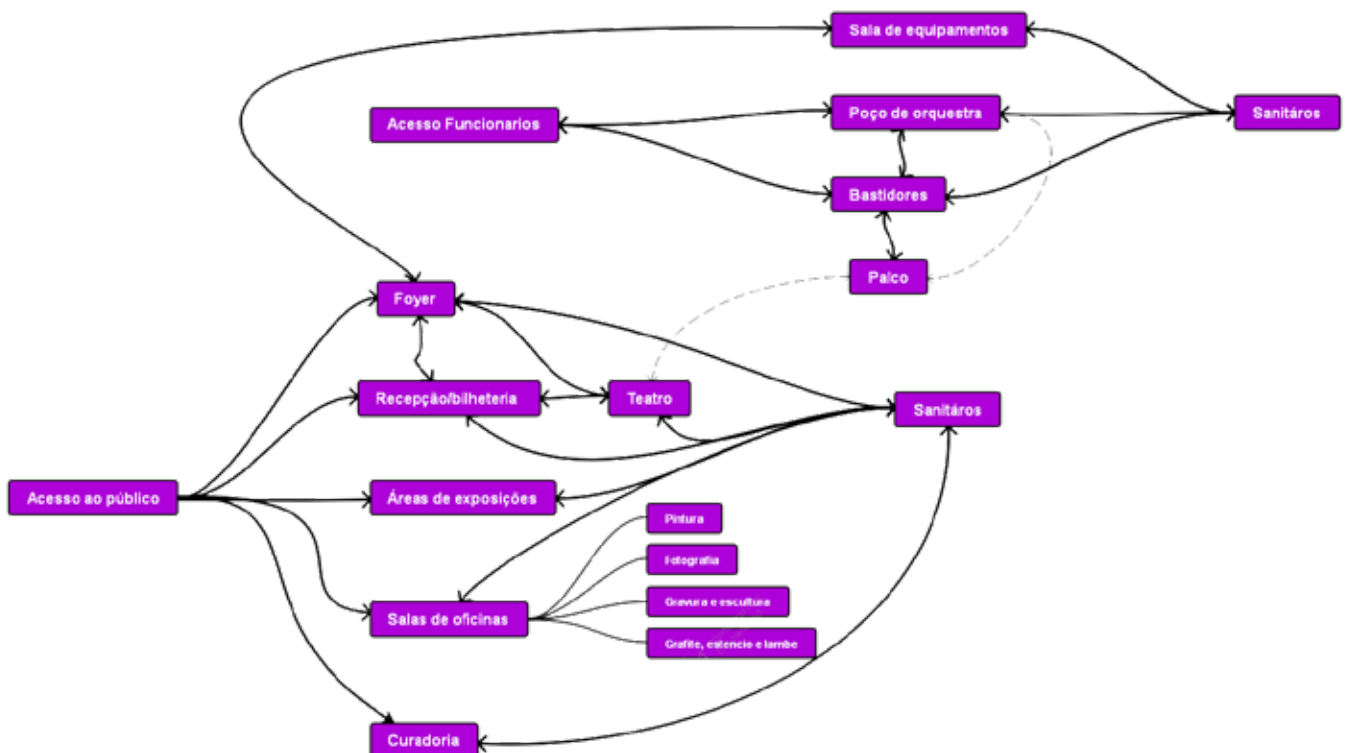 Sala de equipamentos
Acesso Funcionarios
Poço de orquestra
Sanitáros
Bastidores
Palco
Foyer
Recepção/bilheteria
Teatro
Sanitáros
Acesso ao público
Áreas de exposições
Pintura
Fotografia
Gravura e escultura
Salas de oficinas
Grafite, estencio e lambe
Curadoria